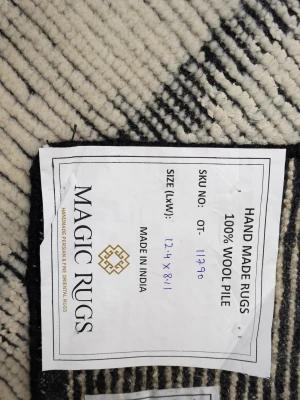 HAND MADE RUGS
100% WOOL PILE
SKU NO: OT- 11790
SIZE (LxW): 12.4 x 8.1
MADE IN INDIA
MAGIC RUGS
HANDMADE PERSIAN & FINE ORIENTAL RUGS